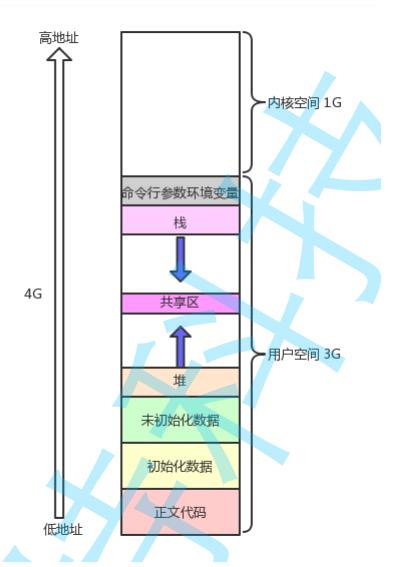 高地址
内核空间 1G
命令行参数环境变量
栈
4G
共享区
用户空间 3G
堆
未初始化数据
初始化数据
正文代码
低地址